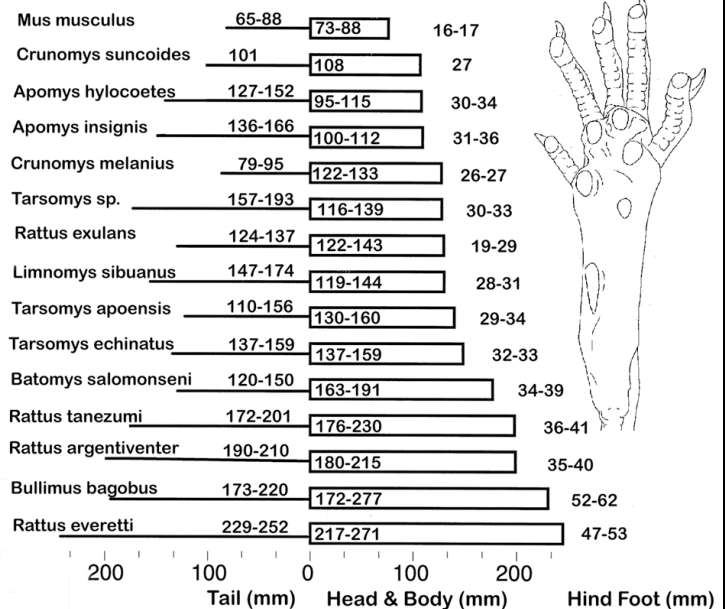 Mus musculus 65-88 73-88 16-17
Crunomys suncoides 101 108 27
Apomys hylocoetes 127-152 95-115 30-34
Apomys insignis 136-166 100-112 31-36
Crunomys melanius 79-95 122-133 26-27
Tarsomys sp. 157-193 116-139 30-33
Rattus exulans 124-137 122-143 19-29
Limnomys sibuanus 147-174 119-144 28-31
Tarsomys apoensis 110-156 130-160 29-34
Tarsomys echinatus 137-159 137-159 32-33
Batomys salomonseni 120-150 163-191 34-39
Rattus tanezumi 172-201 176-230 36-41
Rattus argentiventer 190-210 180-215 35-40
Bullimus bagobus 173-220 172-277 52-62
Rattus everetti 229-252 217-271 47-53
200 100 0 100 200
Tail (mm) Head & Body (mm) Hind Foot (mm)